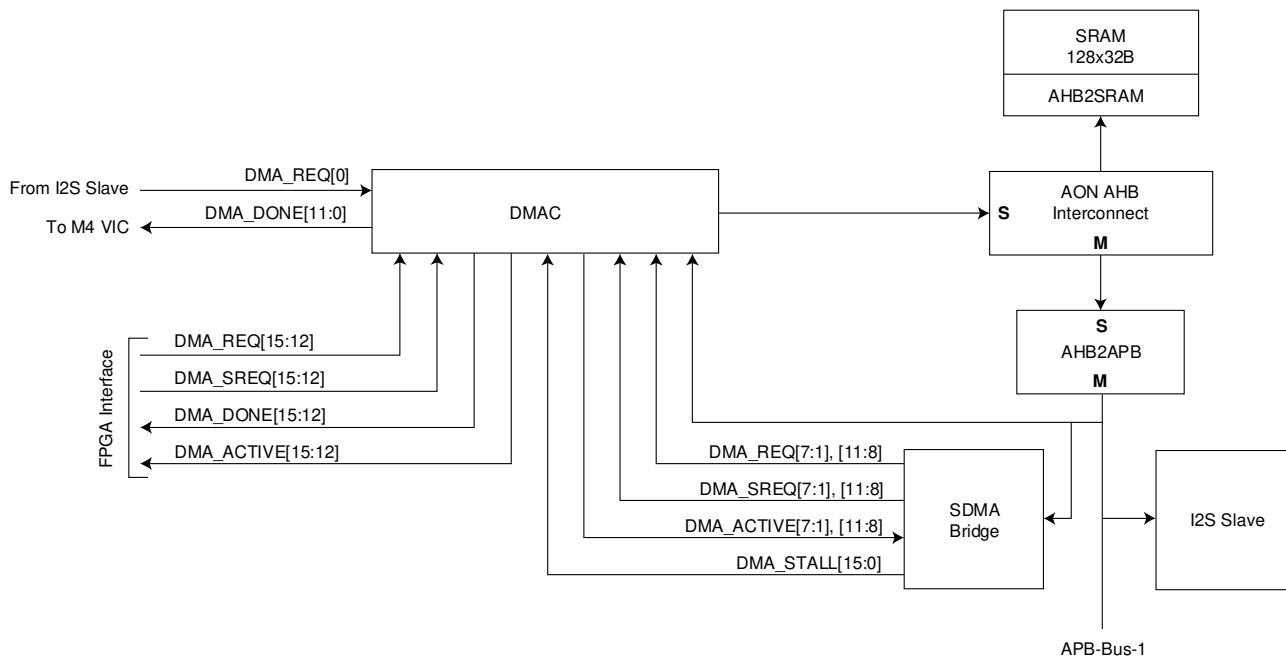 SRAM
128x32B
AHB2SRAM
From I2S Slave
DMA_REQ[0]
To M4 VIC
DMA_DONE[11:0]
DMAC
S
AON AHB
Interconnect
M
S
AHB2APB
M
FPGA Interface
DMA_REQ[15:12]
DMA_SREQ[15:12]
DMA_DONE[15:12]
DMA_ACTIVE[15:12]
DMA_REQ[7:1], [11:8]
DMA_SREQ[7:1], [11:8]
DMA_ACTIVE[7:1], [11:8]
DMA_STALL[15:0]
SDMA
Bridge
I2S Slave
APB-Bus-1